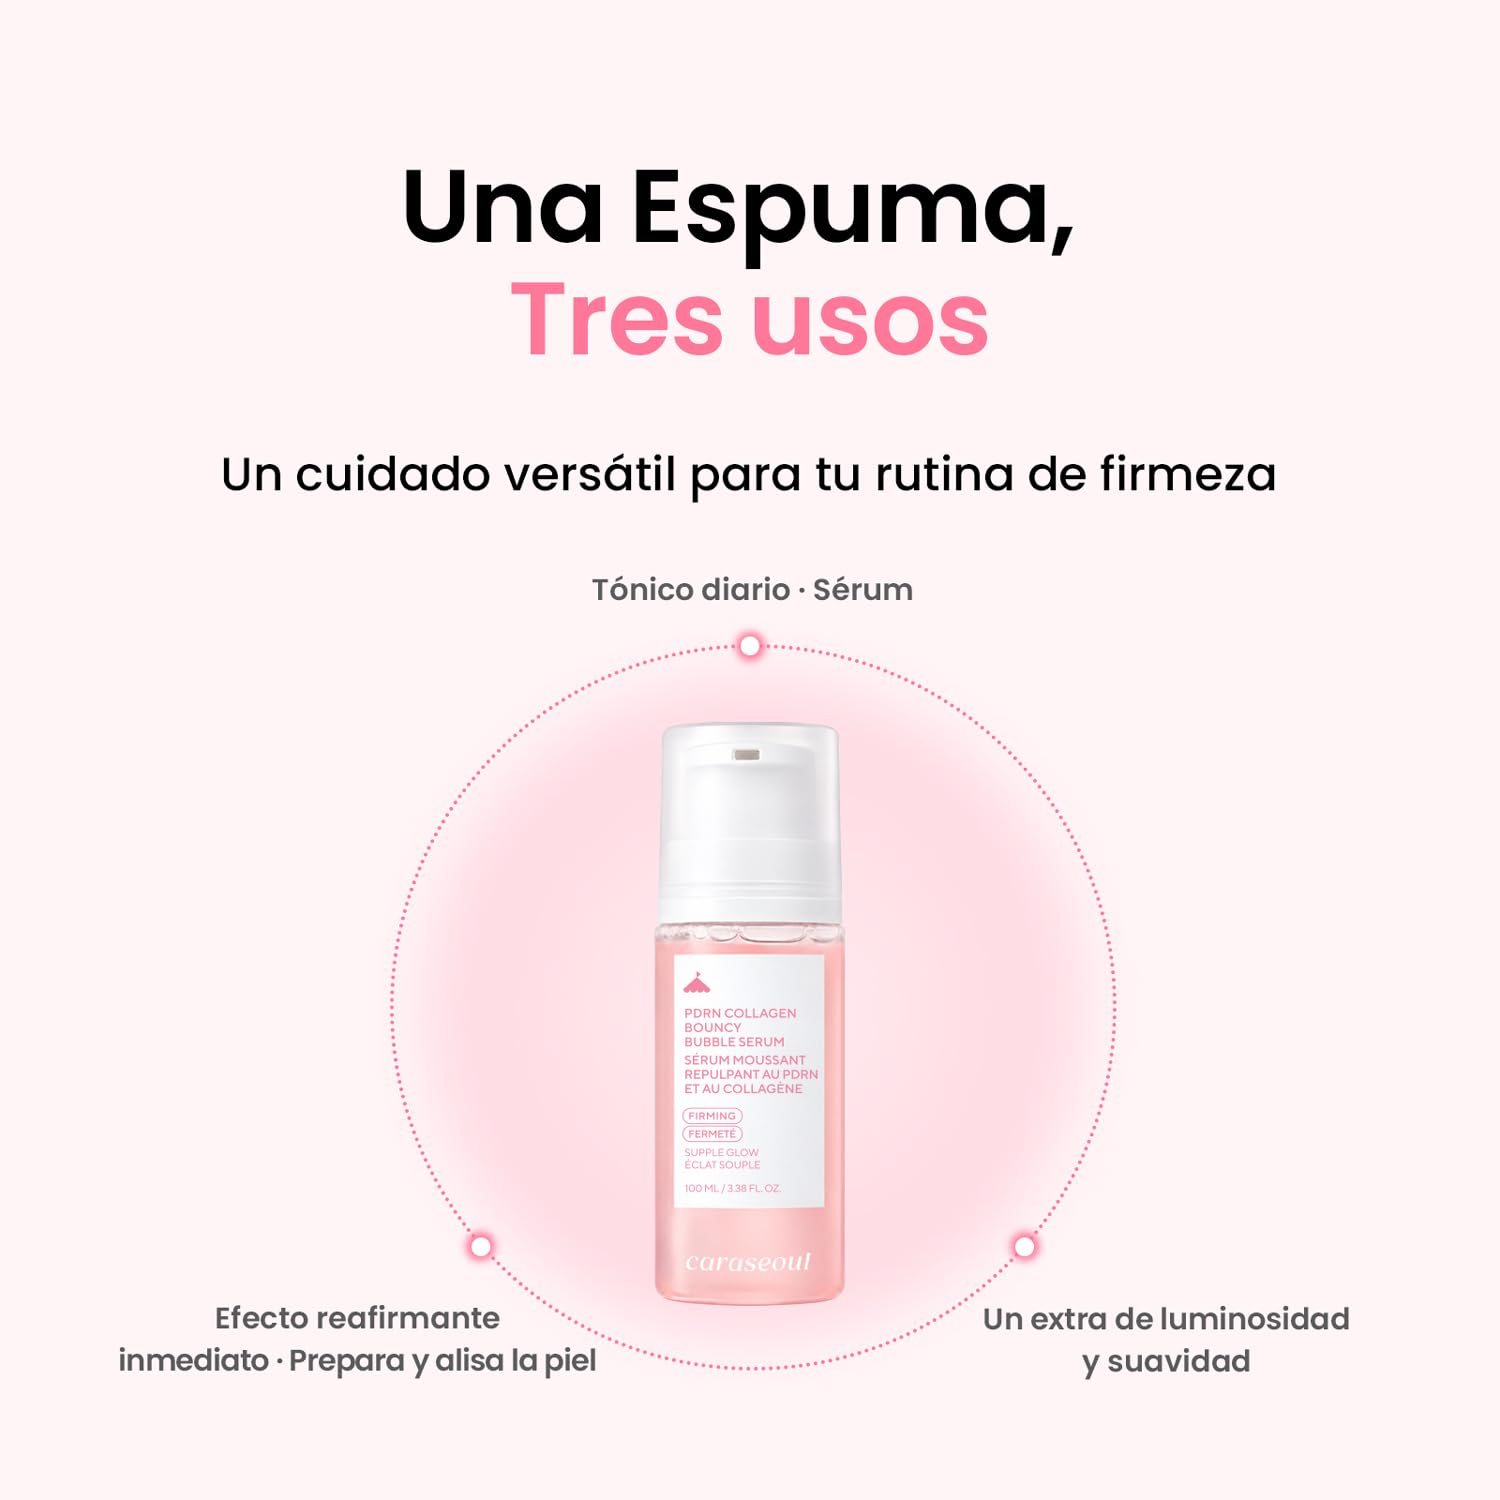 Una Espuma,
Tres usos
Un cuidado versátil para tu rutina de firmeza
Tónico diario · Sérum
PDRN COLLAGEN
BOUNCY
BUBBLE SERUM
SÉRUM MOUSSANT
REPULPANT AU PDRN
ET AU COLLAGÈNE
FIRMING
FERMETÉ
SUPPLE GLOW
ÉCLAT SOUPLE
100 ML / 3.38 FL. OZ.
caraseoul
Efecto reafirmante
inmediato · Prepara y alisa la piel
Un extra de luminosidad
y suavidad